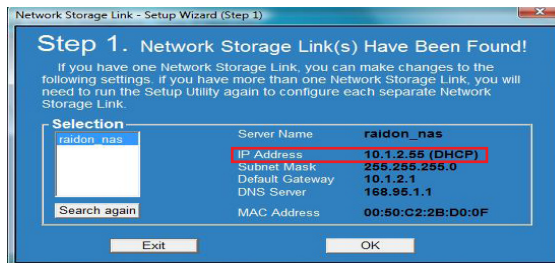 Network Storage Link - Setup Wizard (Step 1)
Step 1. Network Storage Link(s) Have Been Found!
If you have one Network Storage Link, you can make changes to the
following settings. if you have more than one Network Storage Link, you will
need to run the Setup Utility again to configure each separate Network
Storage Link.
Selection
raidon_nas
Search again
Server Name raidon_nas
IP Address 10.1.2.55 (DHCP)
Subnet Mask 255.255.255.0
Default Gateway 10.1.2.1
DNS Server 168.95.1.1
MAC Address 00:50:C2:2B:D0:0F
Exit
OK